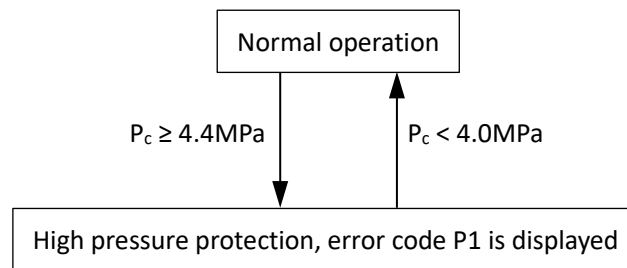 Normal operation
Pc ≥ 4.4MPa
Pc < 4.0MPa
High pressure protection, error code P1 is displayed